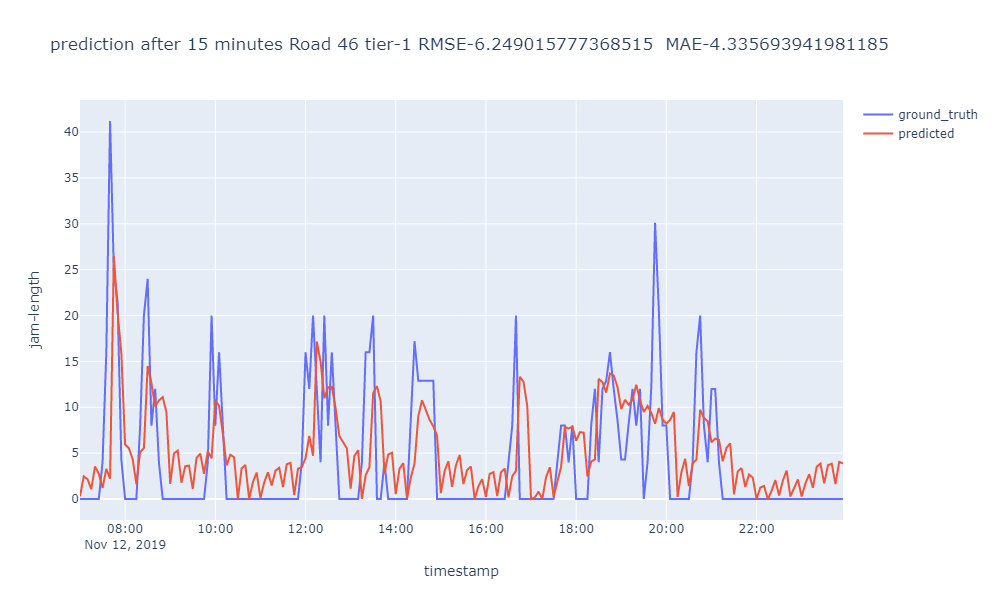 prediction after 15 minutes Road 46 tier-1 RMSE-6.249015777368515  MAE-4.335693941981185
ground_truth
predicted
jam-length
40
35
30
25
20
15
10
5
0
08:00 10:00 12:00 14:00 16:00 18:00 20:00 22:00
Nov 12, 2019
timestamp